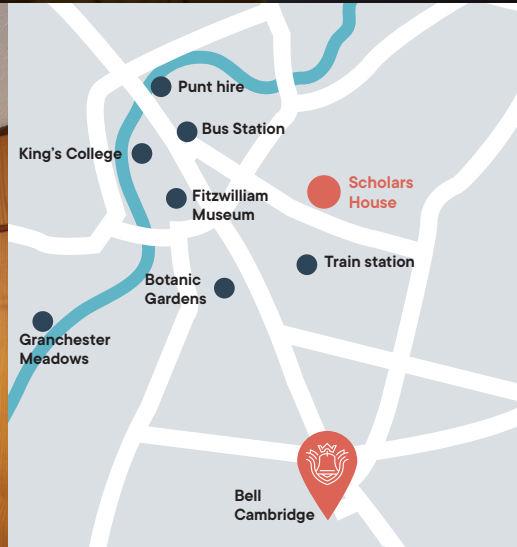 Punt hire
Bus Station
King's College
Scholars
House
Fitzwilliam
Museum
Train station
Botanic
Gardens
Granchester
Meadows
Bell
Cambridge